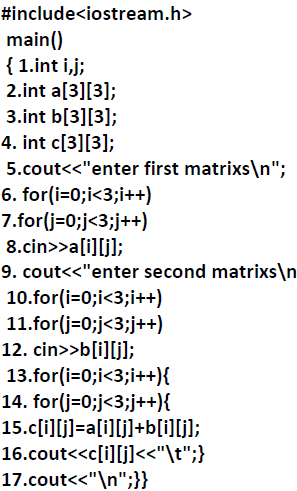 #include<iostream.h>
main()
{ 1.int i,j;
2.int a[3][3];
3.int b[3][3];
4. int c[3][3];
5.cout<<"enter first matrixs\n";
6. for(i=0;i<3;i++)
7.for(j=0;j<3;j++)
8.cin>>a[i][j];
9. cout<<"enter second matrixs\n
10.for(i=0;i<3;i++)
11.for(j=0;j<3;j++)
12. cin>>b[i][j];
13.for(i=0;i<3;i++){
14. for(j=0;j<3;j++){
15.c[i][j]=a[i][j]+b[i][j];
16.cout<<c[i][j]<<"\t";}
17.cout<<"\n";}}